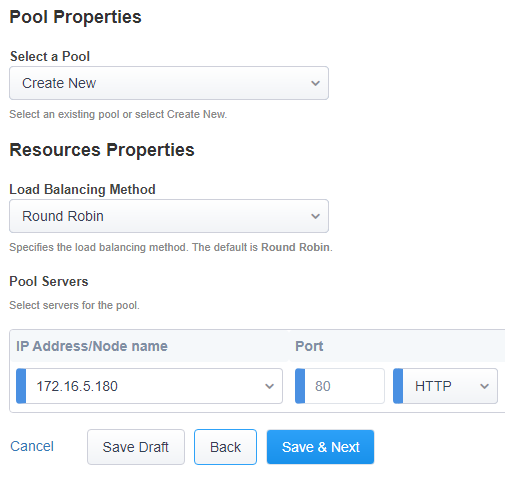 Pool Properties
Select a Pool
Create New
Select an existing pool or select Create New.
Resources Properties
Load Balancing Method
Round Robin
Specifies the load balancing method. The default is Round Robin.
Pool Servers
Select servers for the pool.
IP Address/Node name Port
172.16.5.180 80 HTTP
Cancel Save Draft Back Save & Next